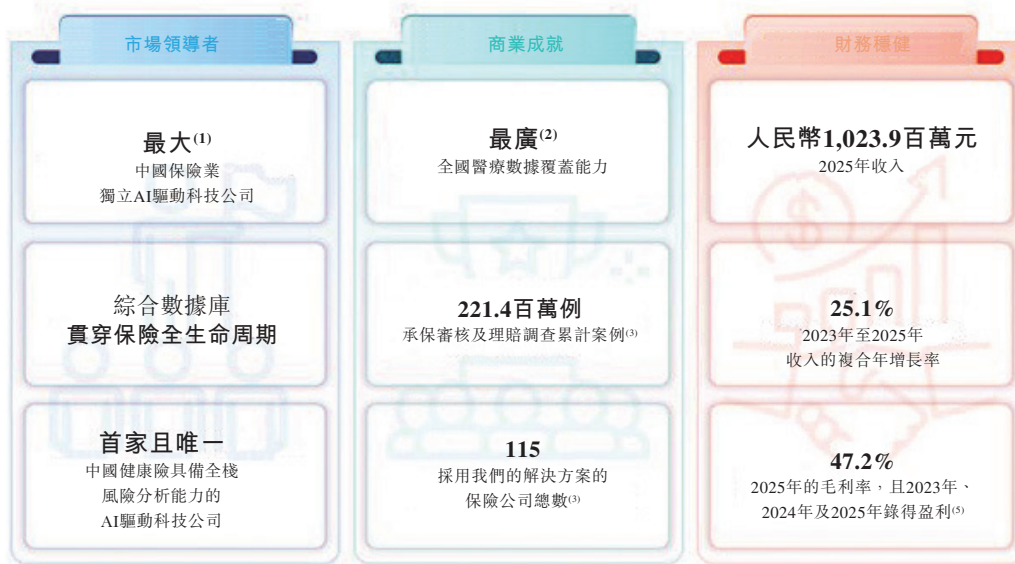 市場領導者
最大(1)
中國保險業
獨立AI驅動科技公司
綜合數據庫
貫穿保險全生命周期
首家且唯一
中國健康險具備全棧
風險分析能力的
AI驅動科技公司
商業成就
最廣(2)
全國醫療數據覆蓋能力
221.4百萬例
承保審核及理賠調查累計案例(3)
115
採用我們的解決方案的
保險公司總數(3)
財務穩健
人民幣1,023.9百萬元
2025年收入
25.1%
2023年至2025年
收入的複合年增長率
47.2%
2025年的毛利率，且2023年、
2024年及2025年錄得盈利(5)